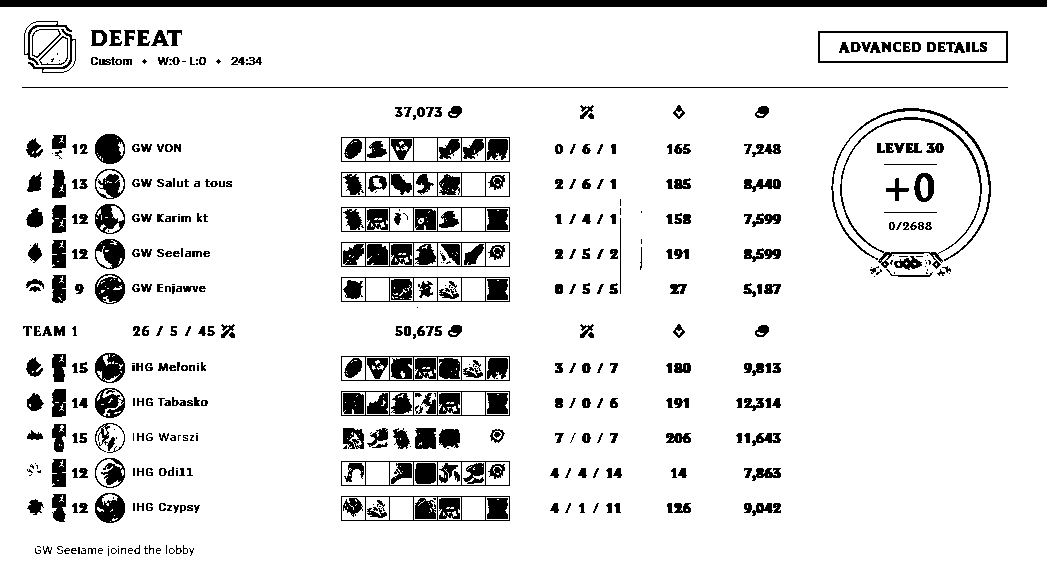 DEFEAT
Custom • W:0 - L:0 • 24:34
ADVANCED DETAILS
37,073
12 GW VON 0 / 6 / 1 165 7,248
13 GW Salut a tous 2 / 6 / 1 185 8,440
12 GW Karim kt 1 / 4 / 1 158 7,599
12 GW Seelame 2 / 5 / 2 191 8,599
9 GW Enjawve 0 / 5 / 5 27 5,187
LEVEL 30
+0
0/2688
TEAM 1 26 / 5 / 45 50,675
15 IHG Melonik 3 / 0 / 7 180 9,813
14 IHG Tabasko 8 / 0 / 6 191 12,314
15 IHG Warszi 7 / 0 / 7 206 11,643
12 IHG Odi11 4 / 4 / 14 14 7,863
12 IHG Czypsy 4 / 1 / 11 126 9,042
GW Seelame joined the lobby